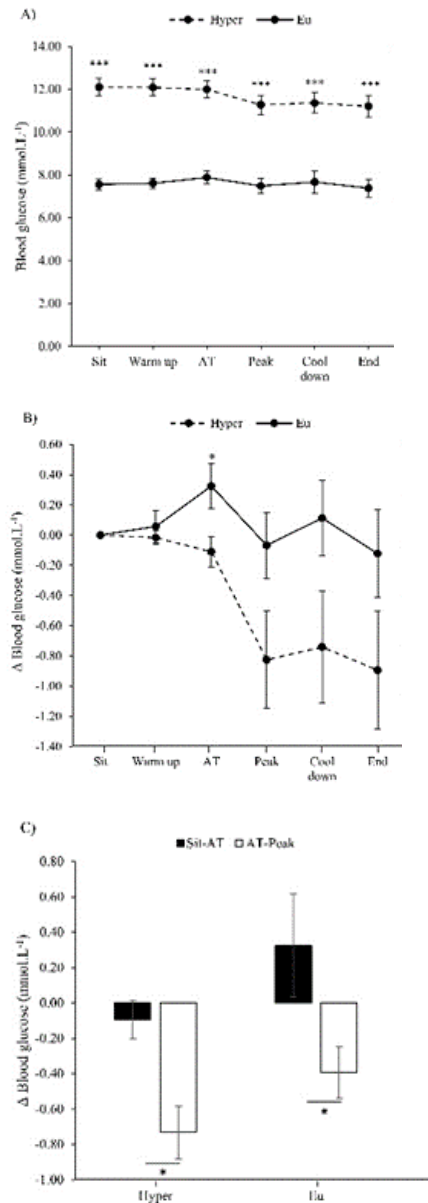 A)
Hyper Eu
Blood glucose (mmol.L-1)
14.00
12.00
10.00
8.00
6.00
4.00
2.00
0.00
*** *** *** *** *** ***
Sit Warm up AT Peak Cool down End
B)
Hyper Eu
Δ Blood glucose (mmol.L-1)
0.60
0.40
0.20
0.00
-0.20
-0.40
-0.60
-0.80
-1.00
-1.20
-1.40
*
Sit Warm up AT Peak Cool down End
C)
Sit-AT AT-Peak
Δ Blood glucose (mmol.L-1)
0.80
0.60
0.40
0.20
0.00
-0.20
-0.40
-0.60
-0.80
-1.00
* *
Hyper Eu